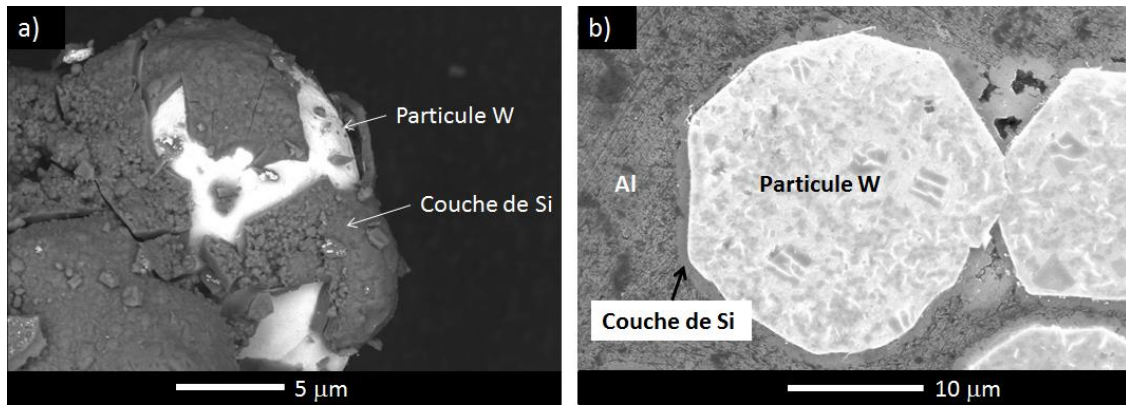 a)
Particule W
Couche de Si
5 μm
b)
Al
Particule W
Couche de Si
10 μm